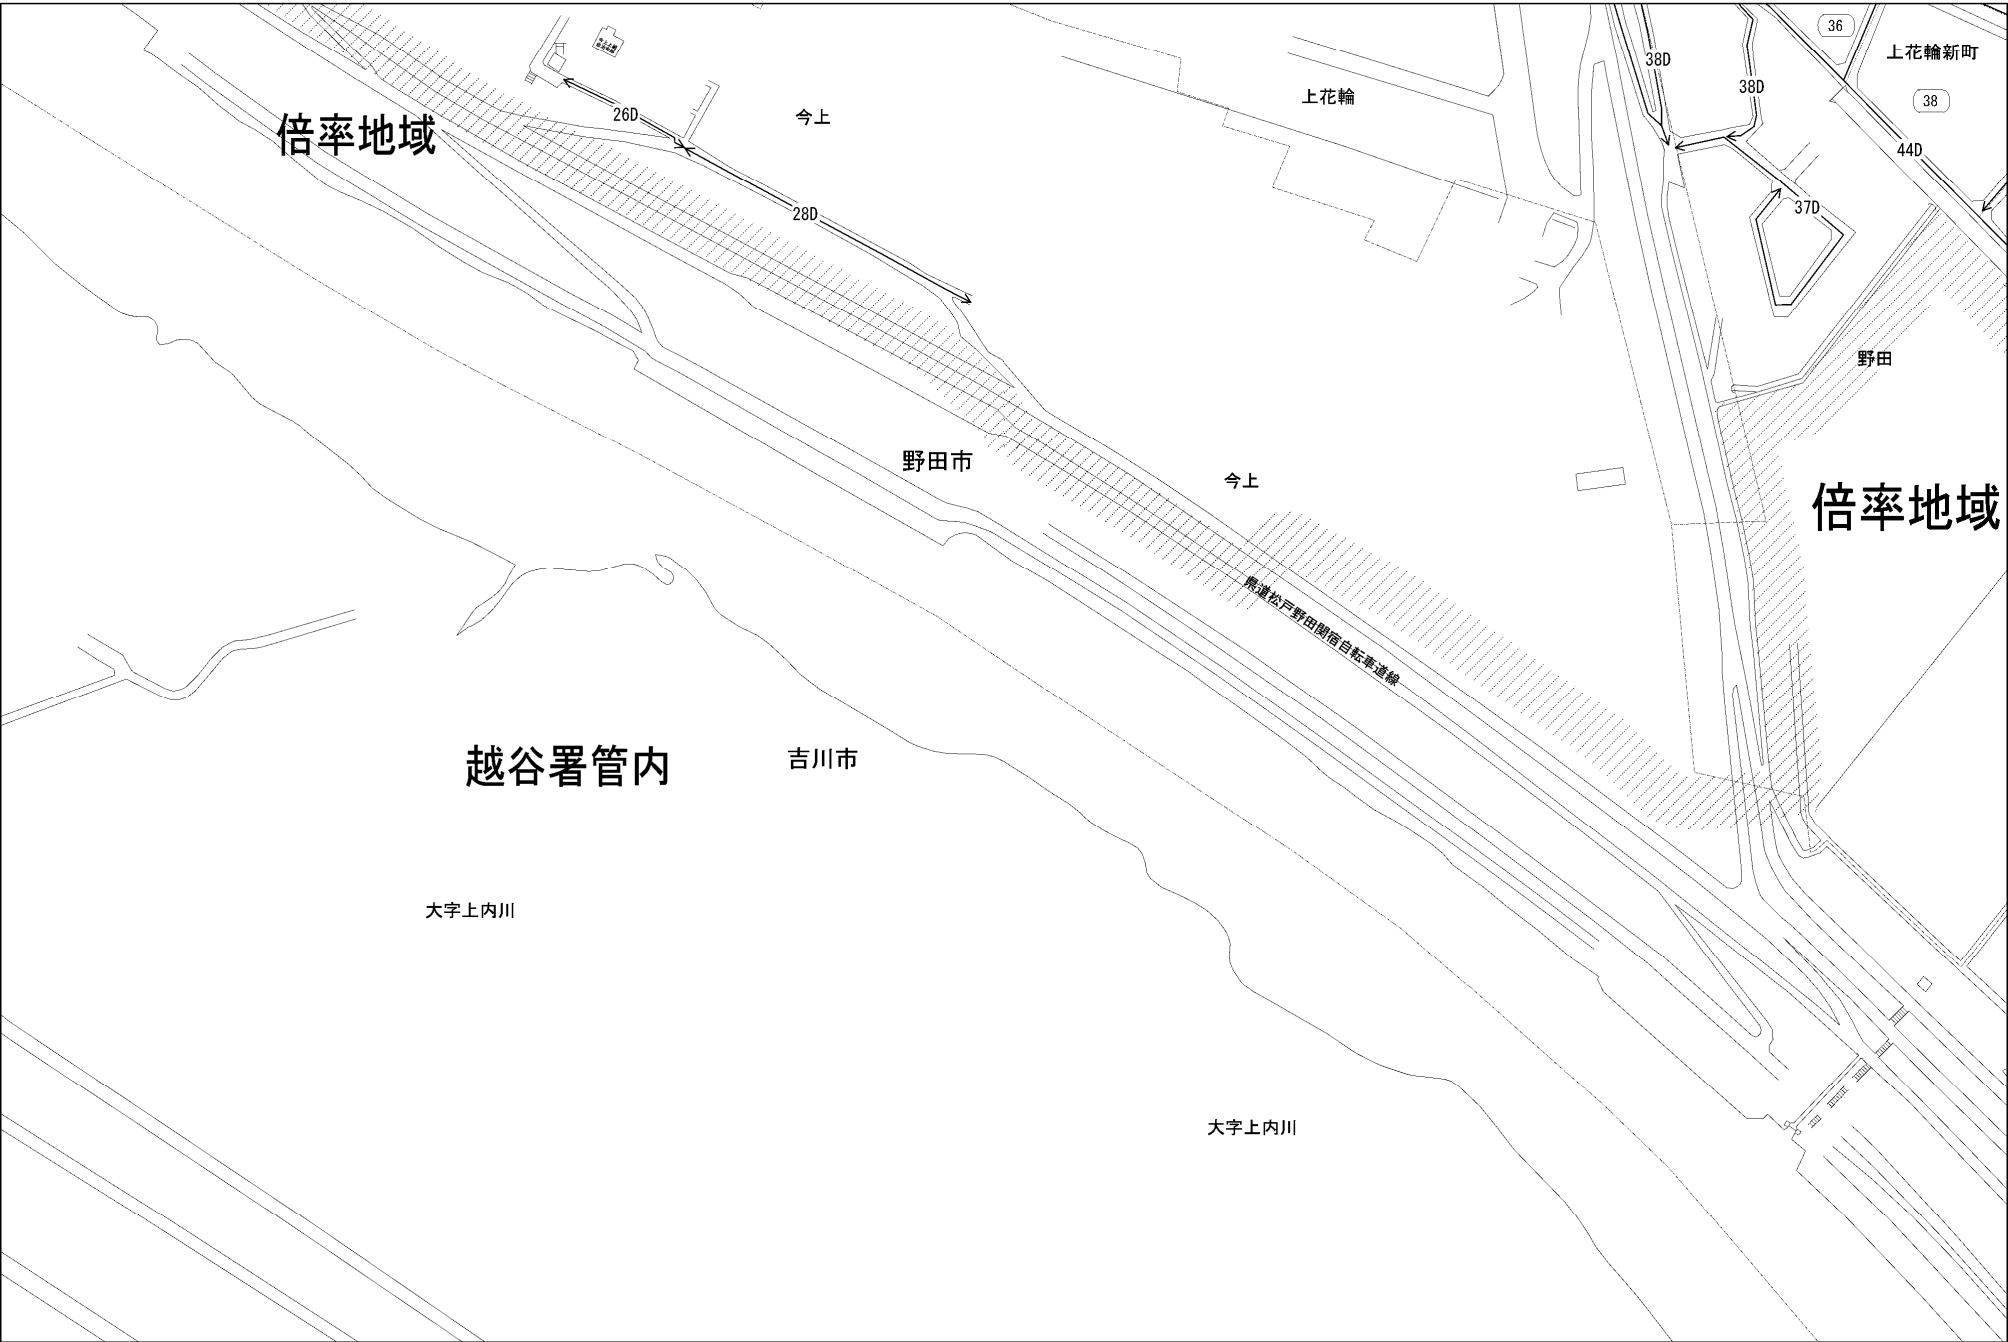 36
上花輪新町
38D
38D
38
上花輪
今上
26D
倍率地域
44D
28D
37D
野田
野田市
今上
倍率地域
県道松戸野田関宿自転車道線
越谷署管内
吉川市
大字上内川
大字上内川